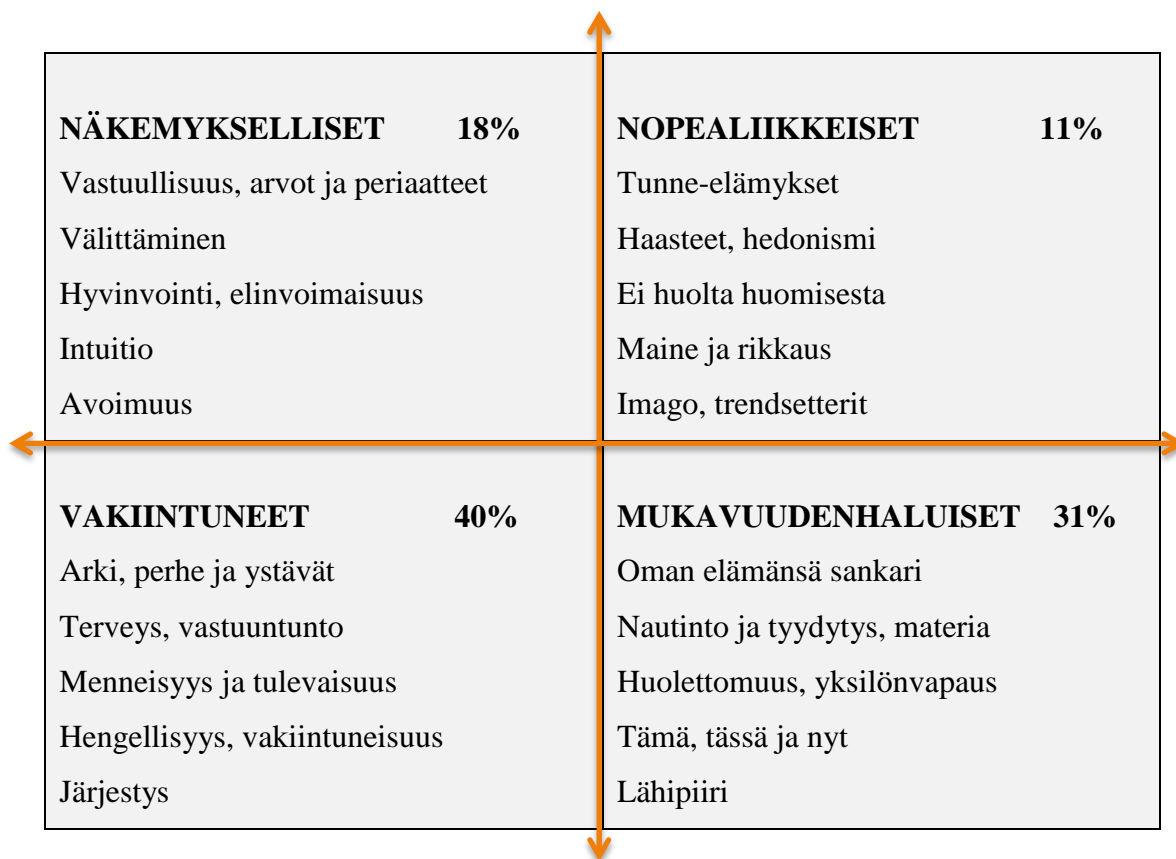 NÄKEMYKSELLISET 18%
Vastuullisuus, arvot ja periaatteet
Välittäminen
Hyvinvointi, elinvoimaisuus
Intuitio
Avoimuus
NOPEALIIKKEISET 11%
Tunne-elämykset
Haasteet, hedonismi
Ei huolta huomisesta
Maine ja rikkaus
Imago, trendsetterit
VAKIINTUNEET 40%
Arki, perhe ja ystävät
Terveys, vastuuntunto
Menneisyys ja tulevaisuus
Hengellisyys, vakiintuneisuus
Järjestys
MUKAVUUDENHALUISET 31%
Oman elämänsä sankari
Nautinto ja tyydytys, materia
Huolettomuus, yksilönvapaus
Tämä, tässä ja nyt
Lähipiiri